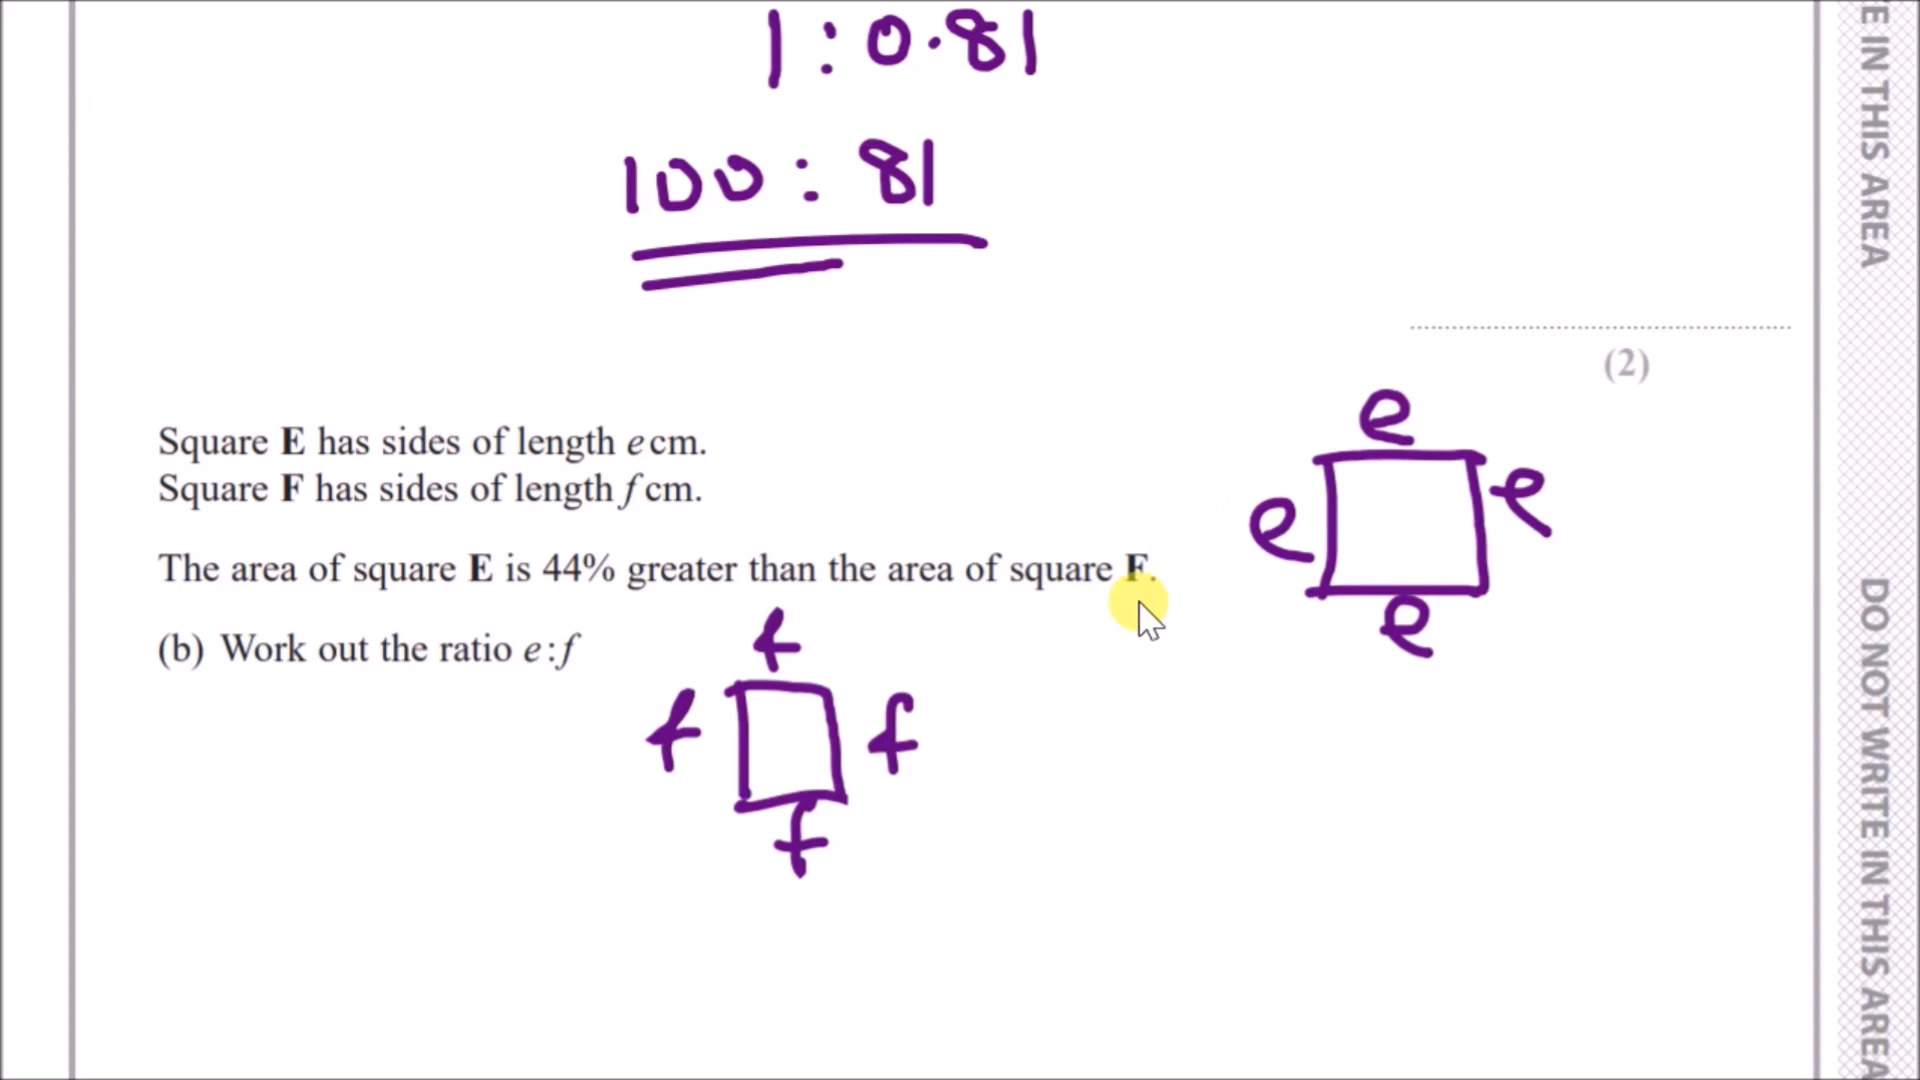 1 : 0.81
100 : 81
(2)
Square E has sides of length e cm.
Square F has sides of length f cm.
The area of square E is 44% greater than the area of square F.
(b) Work out the ratio e : f
e
e
e
e
f
f
f
f
E IN THIS AREA
DO NOT WRITE IN THIS AREA